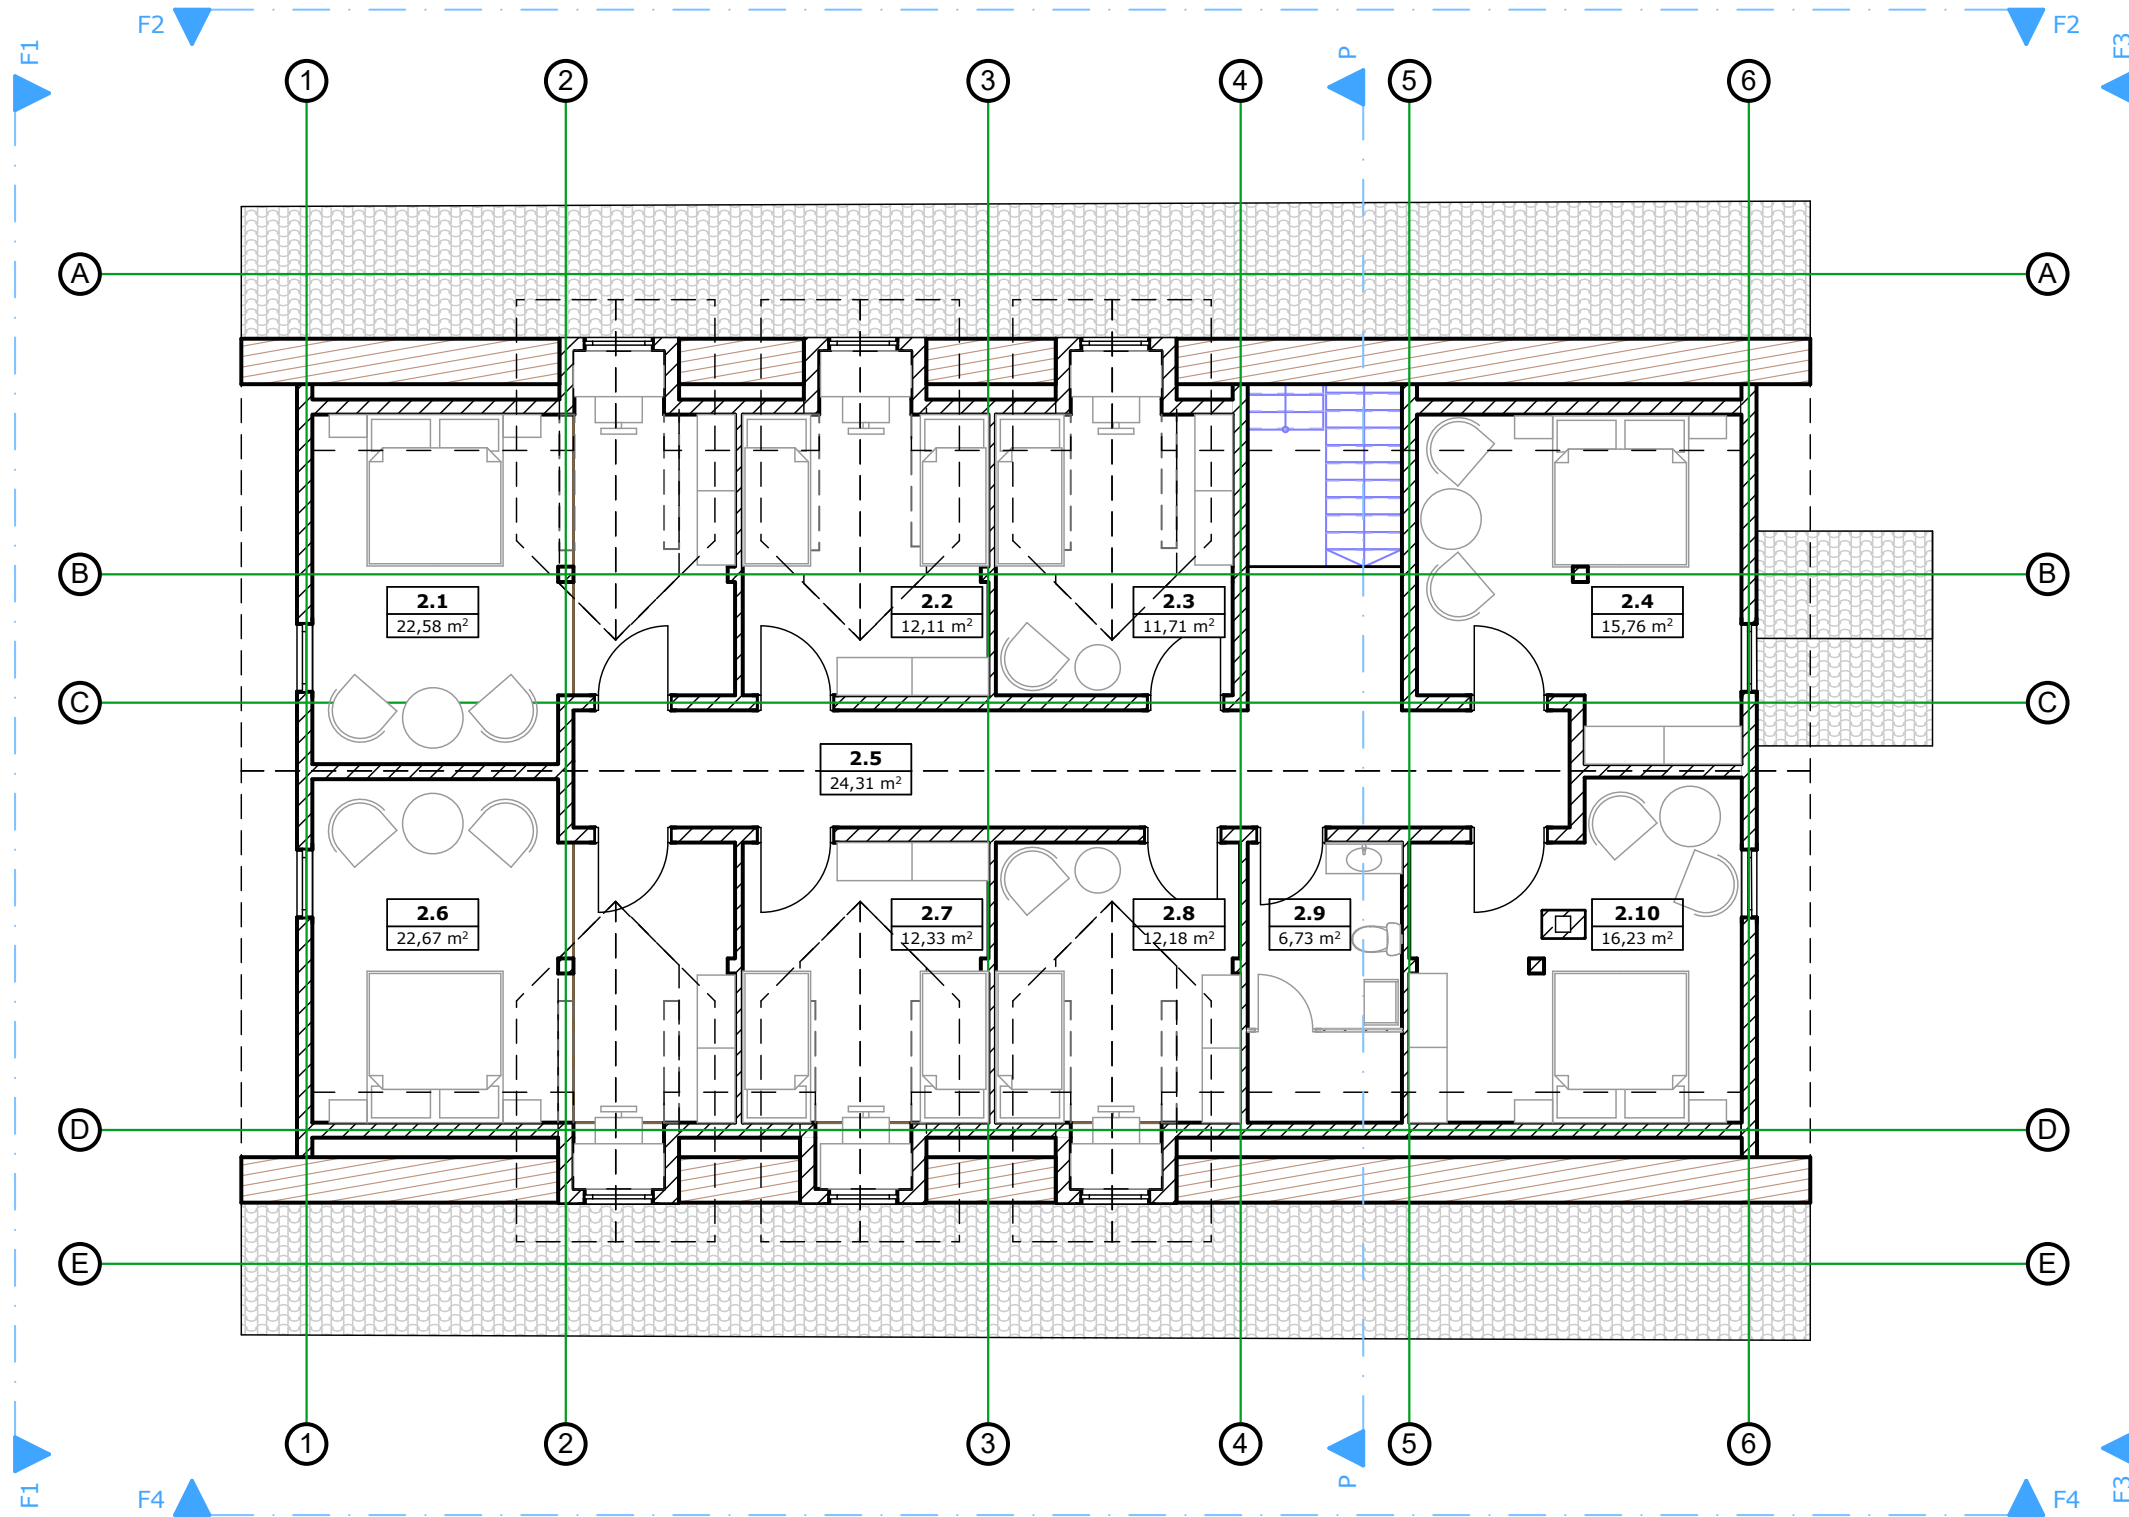 F2 F2
F1 P F3
1 2 3 4 5 6
A A
B B
2.1 2.2 2.3 2.4
22,58 m² 12,11 m² 11,71 m² 15,76 m²
C C
2.5
24,31 m²
2.6 2.7 2.8 2.9 2.10
22,67 m² 12,33 m² 12,18 m² 6,73 m² 16,23 m²
D D
E E
1 2 3 4 5 6
F1 P F3
F4 F4